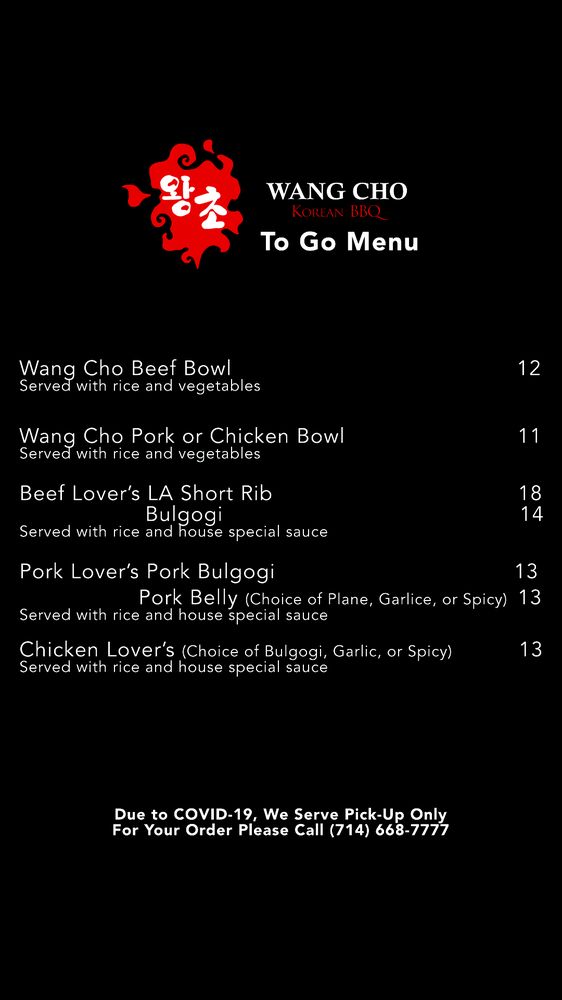 왕초
WANG CHO
KOREAN BBQ
To Go Menu
Wang Cho Beef Bowl 12
Served with rice and vegetables
Wang Cho Pork or Chicken Bowl 11
Served with rice and vegetables
Beef Lover's LA Short Rib 18
Bulgogi 14
Served with rice and house special sauce
Pork Lover's Pork Bulgogi 13
Pork Belly (Choice of Plane, Garlice, or Spicy) 13
Served with rice and house special sauce
Chicken Lover's (Choice of Bulgogi, Garlic, or Spicy) 13
Served with rice and house special sauce
Due to COVID-19, We Serve Pick-Up Only
For Your Order Please Call (714) 668-7777